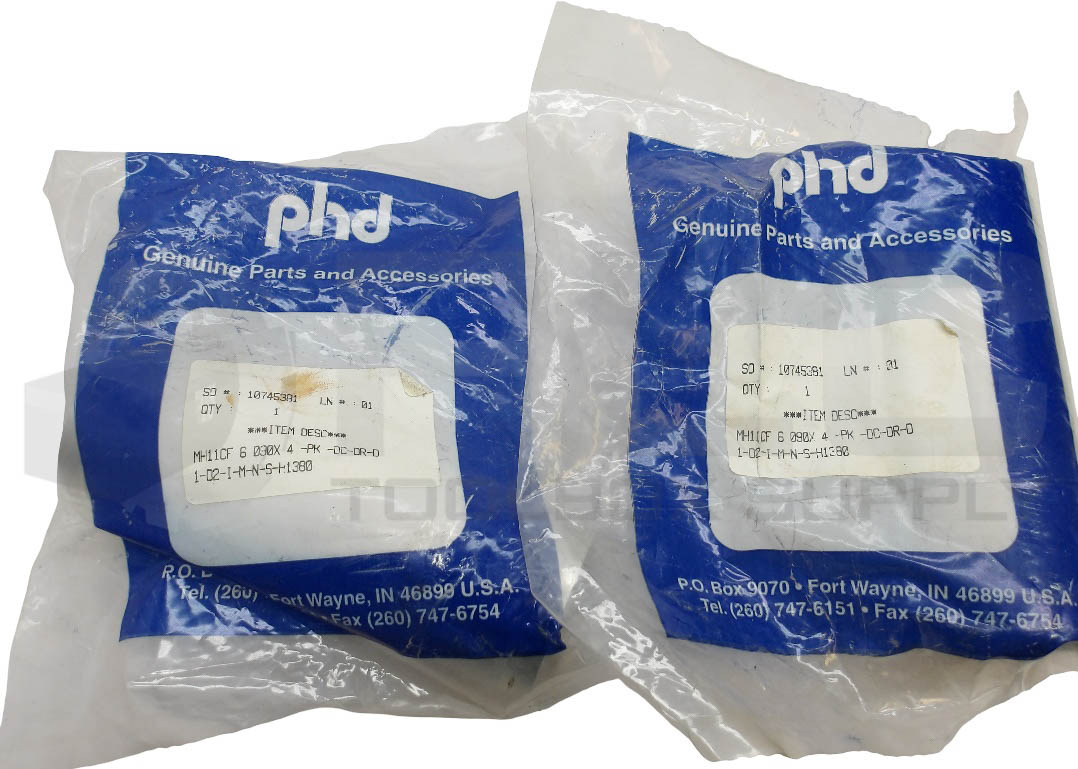 phd
Genuine Parts and Accessories
SO # : 10745381 LN # : 01
QTY : 1
***ITEM DESC***
MH11CF 6 090X 4 -PK -DC-DR-D
1-D2-I-M-N-S-H1380
P.O.
Tel. (260) Fort Wayne, IN 46899 U.S.A.
• Fax (260) 747-6754
phd
Genuine Parts and Accessories
SO # : 10745381 LN # : 01
QTY : 1
***ITEM DESC***
MH11CF 6 090X 4 -PK -DC-DR-D
1-D2-I-M-N-S-H1380
P.O. Box 9070 • Fort Wayne, IN 46899 U.S.A.
Tel. (260) 747-6151 • Fax (260) 747-6754
SUPPLY